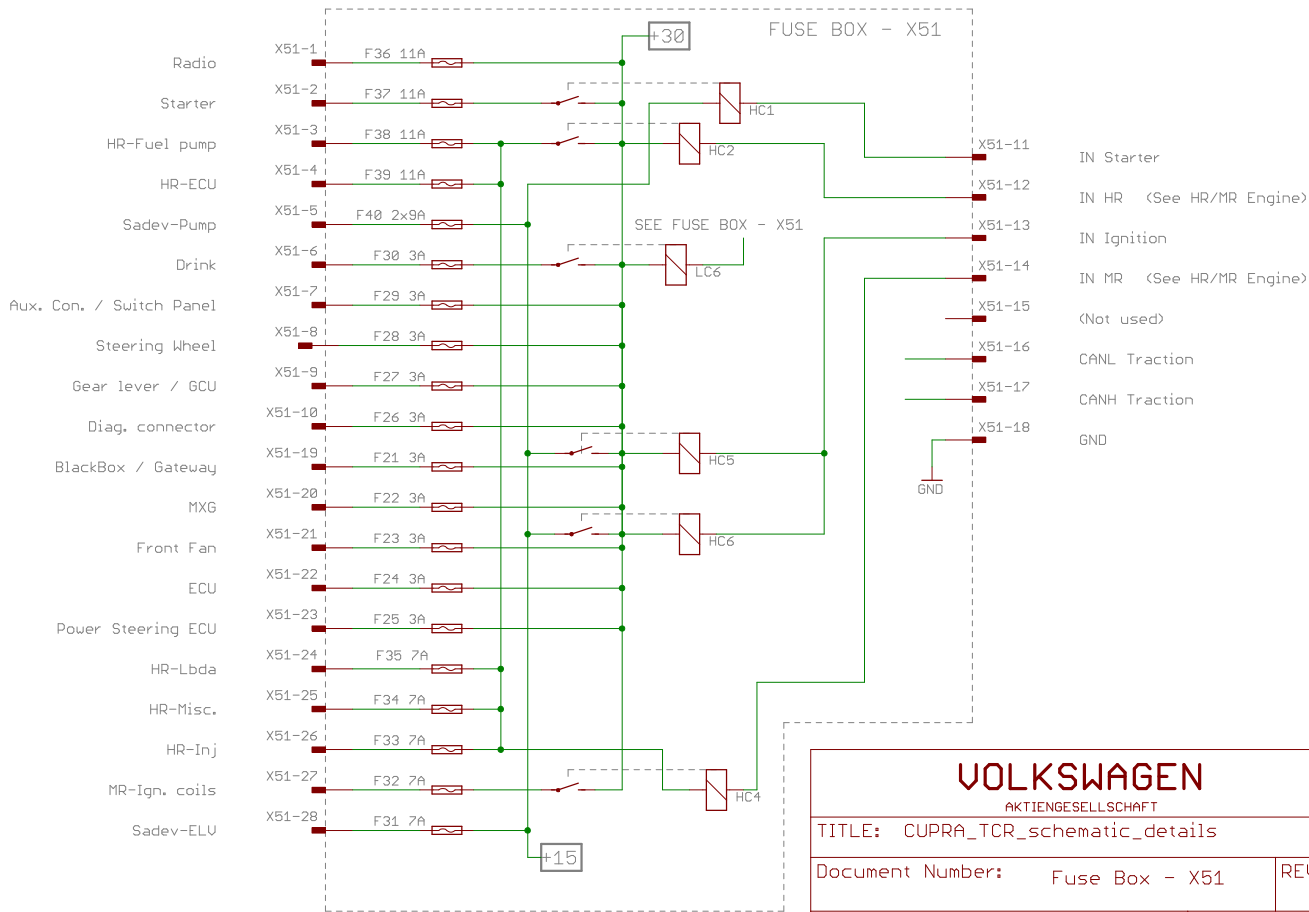 FUSE BOX - X51
+30
Radio X51-1 F36 11A
Starter X51-2 F37 11A
HC1
HR-Fuel pump X51-3 F38 11A
HC2
X51-11 IN Starter
HR-ECU X51-4 F39 11A
X51-12 IN HR (See HR/MR Engine)
Sadev-Pump X51-5 F40 2x9A
SEE FUSE BOX - X51
X51-13 IN Ignition
Drink X51-6 F30 3A
LC6
X51-14 IN MR (See HR/MR Engine)
Aux. Con. / Switch Panel X51-7 F29 3A
X51-15 (Not used)
Steering Wheel X51-8 F28 3A
X51-16 CANL Traction
Gear lever / GCU X51-9 F27 3A
X51-17 CANH Traction
Diag. connector X51-10 F26 3A
X51-18 GND
GND
BlackBox / Gateway X51-19 F21 3A
HC5
MXG X51-20 F22 3A
Front Fan X51-21 F23 3A
HC6
ECU X51-22 F24 3A
Power Steering ECU X51-23 F25 3A
HR-Lbda X51-24 F35 7A
HR-Misc. X51-25 F34 7A
HR-Inj X51-26 F33 7A
MR-Ign. coils X51-27 F32 7A
HC4
Sadev-ELV X51-28 F31 7A
+15
VOLKSWAGEN
AKTIENGESELLSCHAFT
TITLE: CUPRA_TCR_schematic_details
Document Number: Fuse Box - X51